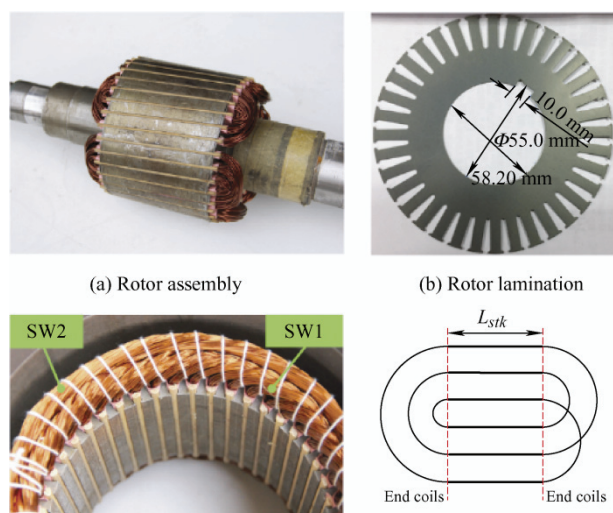 10.0 mm
Φ55.0 mm
58.20 mm
(a) Rotor assembly
(b) Rotor lamination
SW2
SW1
Lstk
End coils
End coils